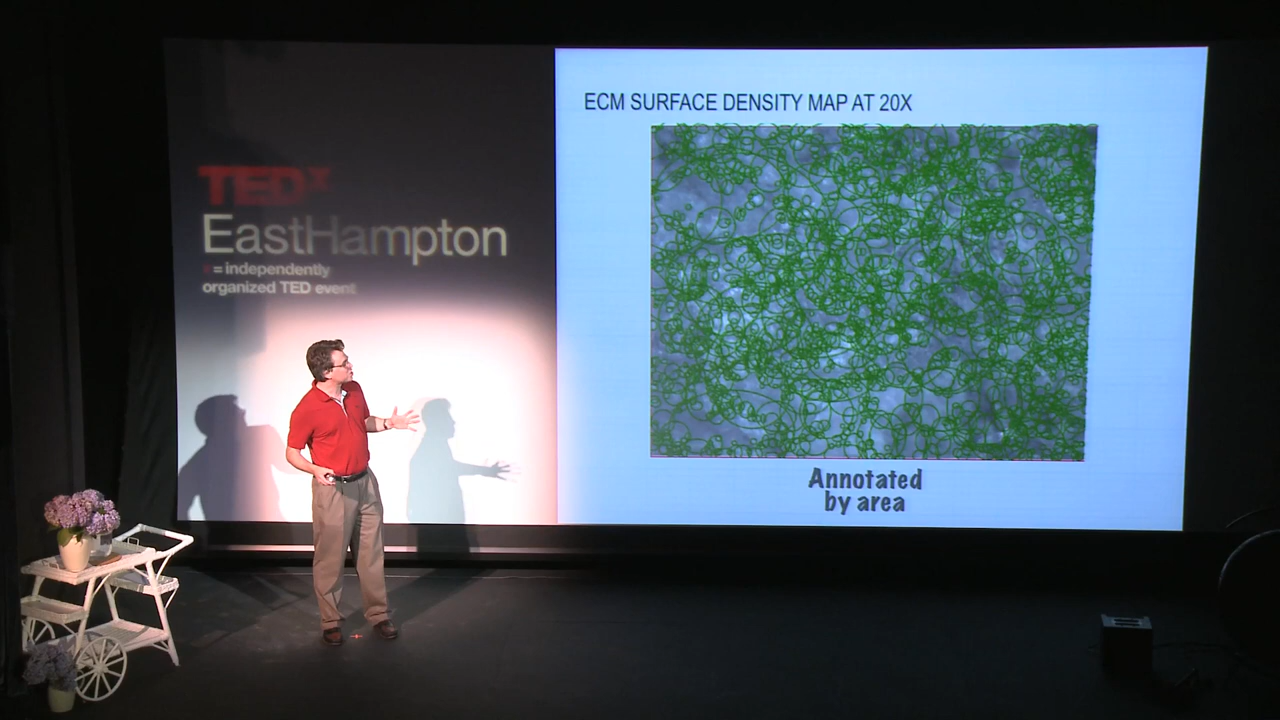 TEDx
EastHampton
x = independently
organized TED event
ECM SURFACE DENSITY MAP AT 20X
Annotated
by area